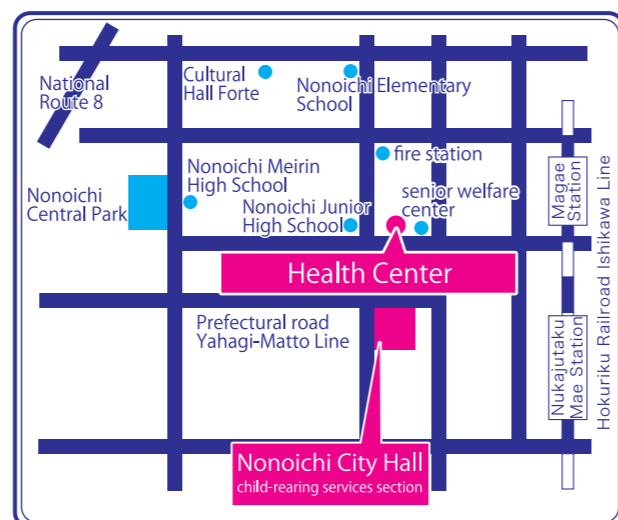 National
Route 8
Cultural
Hall Forte
Nonoichi Elementary
School
fire station
Nonoichi Meirin
High School
senior welfare
center
Nonoichi
Central Park
Nonoichi Junior
High School
Magae
Station
Hokuriku Railroad Ishikawa Line
Health Center
Prefectural road
Yahagi-Matto Line
Nukajutaku
Mae Station
Nonoichi City Hall
child-rearing services section